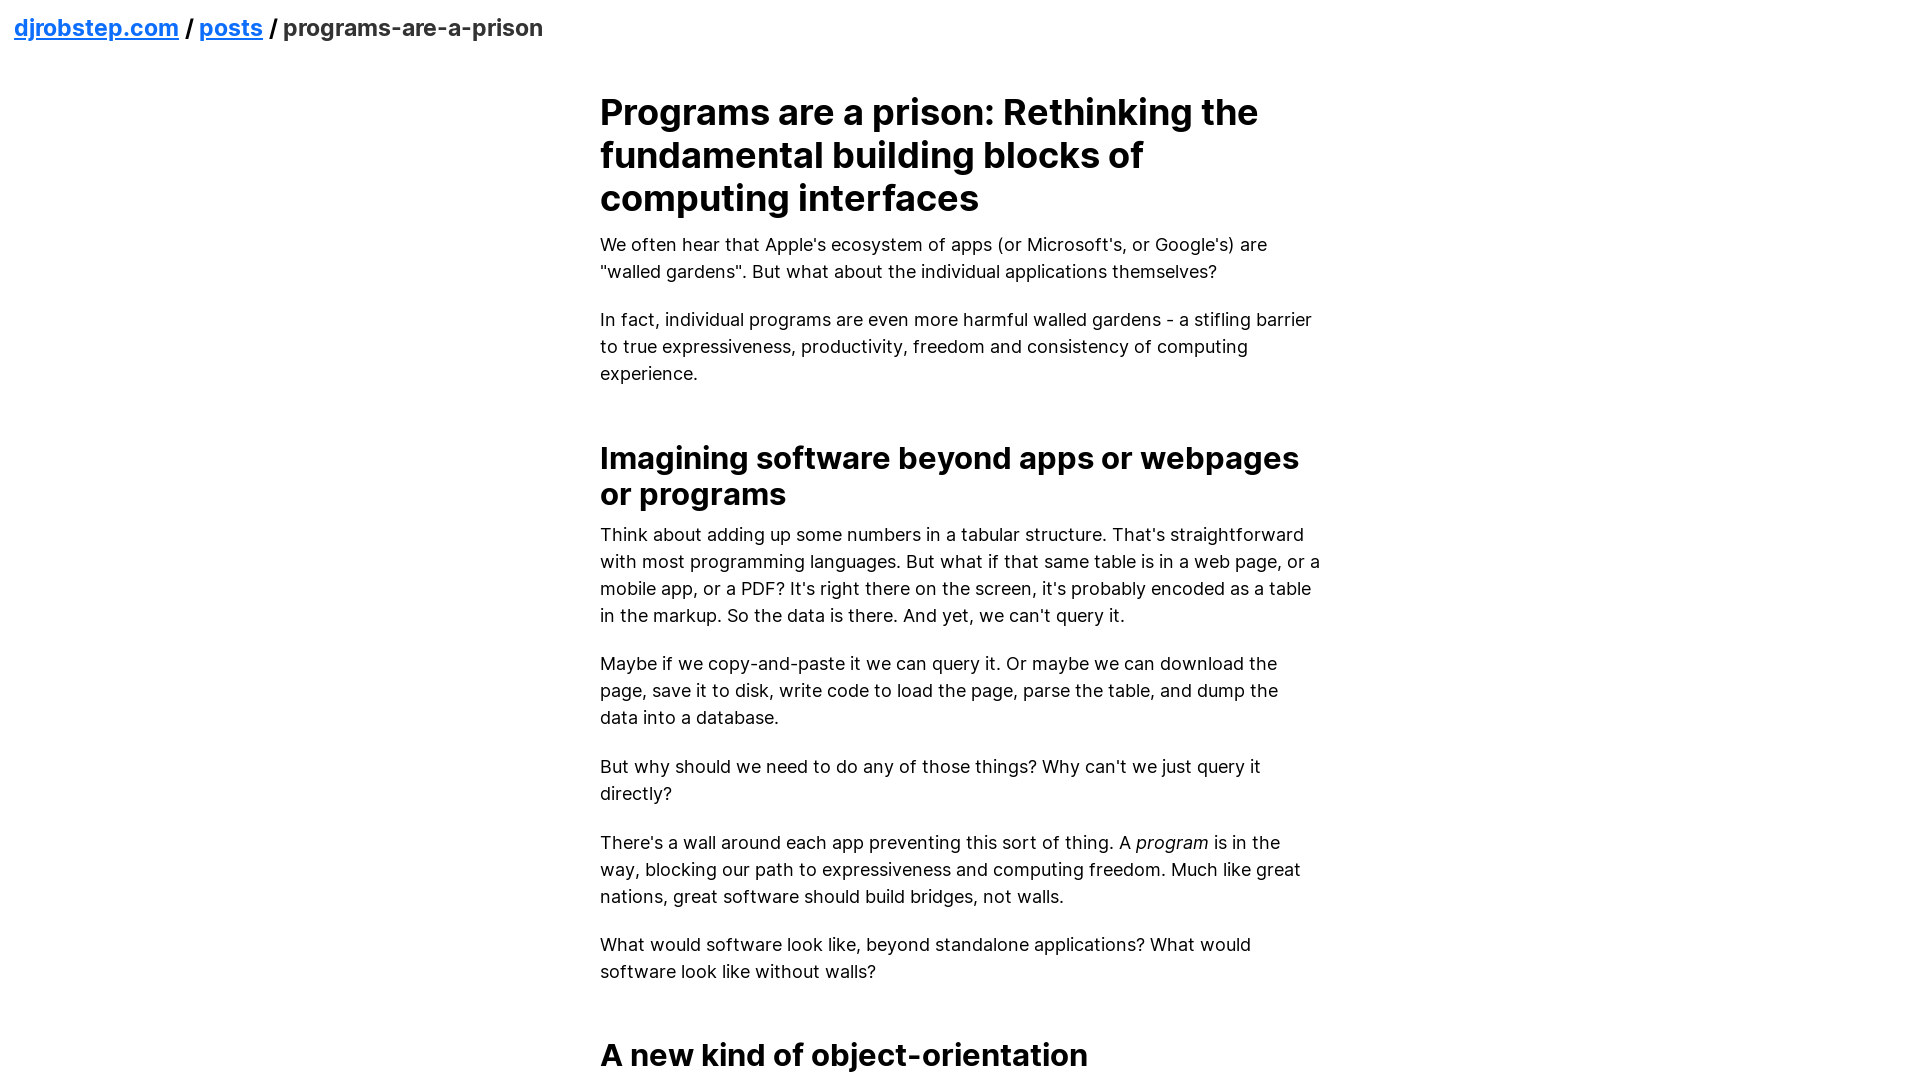 djrobstep.com / posts / programs-are-a-prison
Programs are a prison: Rethinking the
fundamental building blocks of
computing interfaces
We often hear that Apple's ecosystem of apps (or Microsoft's, or Google's) are
"walled gardens". But what about the individual applications themselves?
In fact, individual programs are even more harmful walled gardens - a stifling barrier
to true expressiveness, productivity, freedom and consistency of computing
experience.
Imagining software beyond apps or webpages
or programs
Think about adding up some numbers in a tabular structure. That's straightforward
with most programming languages. But what if that same table is in a web page, or a
mobile app, or a PDF? It's right there on the screen, it's probably encoded as a table
in the markup. So the data is there. And yet, we can't query it.
Maybe if we copy-and-paste it we can query it. Or maybe we can download the
page, save it to disk, write code to load the page, parse the table, and dump the
data into a database.
But why should we need to do any of those things? Why can't we just query it
directly?
There's a wall around each app preventing this sort of thing. A program is in the
way, blocking our path to expressiveness and computing freedom. Much like great
nations, great software should build bridges, not walls.
What would software look like, beyond standalone applications? What would
software look like without walls?
A new kind of object-orientation